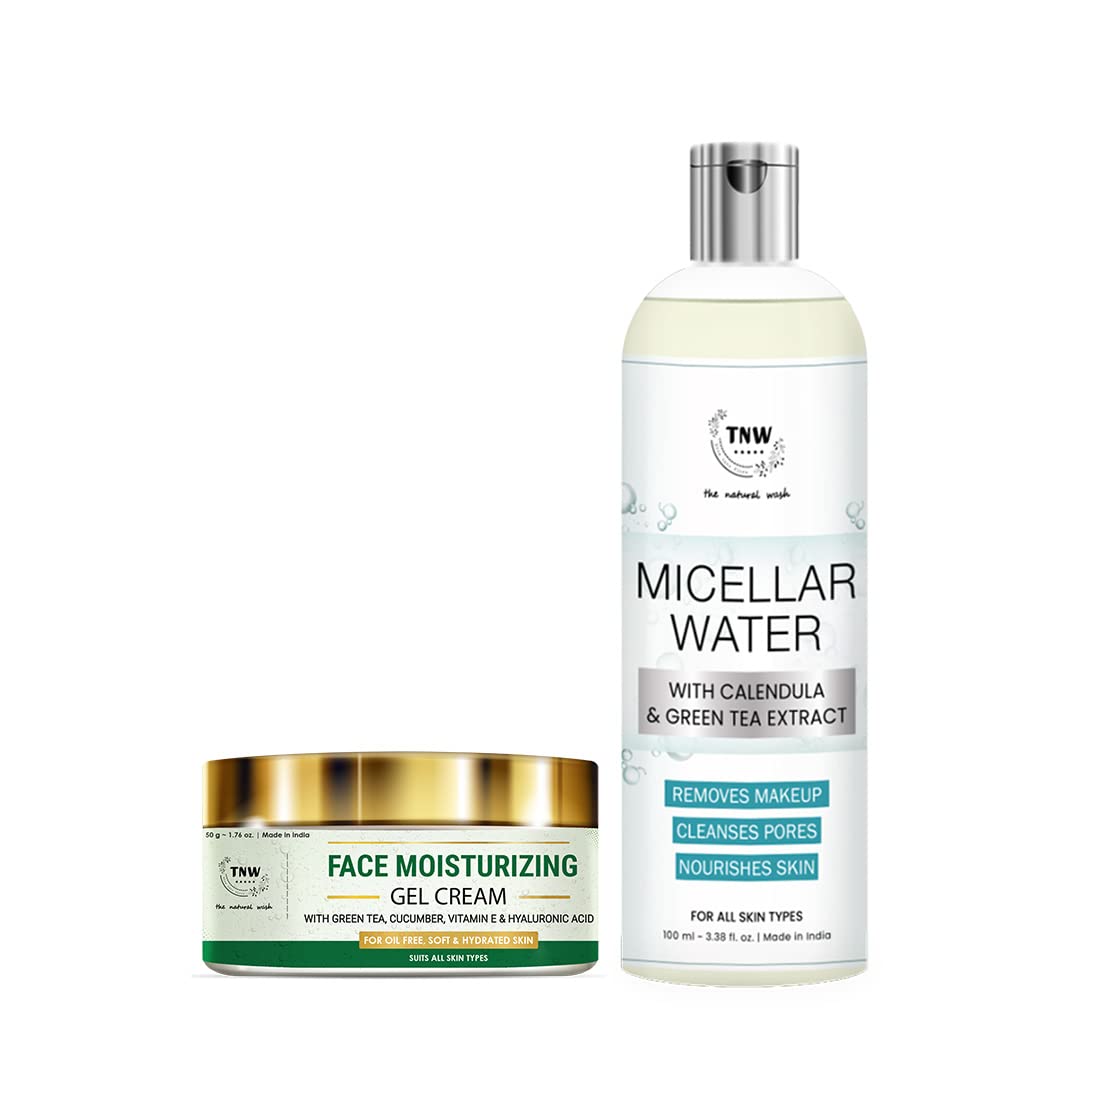 50 g ~ 1.76 oz. | Made in India
TNW
the natural wash
FACE MOISTURIZING
GEL CREAM
WITH GREEN TEA, CUCUMBER, VITAMIN E & HYALURONIC ACID
FOR OIL FREE, SOFT & HYDRATED SKIN
SUITS ALL SKIN TYPES
TNW
the natural wash
MICELLAR
WATER
WITH CALENDULA
& GREEN TEA EXTRACT
REMOVES MAKEUP
CLEANSES PORES
NOURISHES SKIN
FOR ALL SKIN TYPES
100 ml ~ 3.38 fl. oz. | Made in India